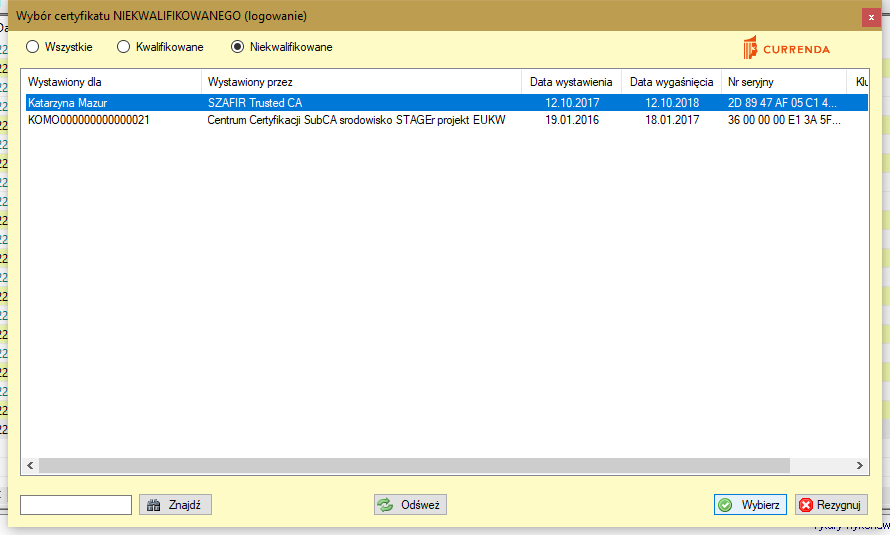 Wybór certyfikatu NIEKWALIFIKOWANEGO (logowanie)
Wszystkie Kwalifikowane Niekwalifikowane CURRENDA
Wystawiony dla Wystawiony przez Data wystawienia Data wygaśnięcia Nr seryjny Klu
Katarzyna Mazur SZAFIR Trusted CA 12.10.2017 12.10.2018 2D 89 47 AF 05 C1 4...
KOMO000000000000021 Centrum Certyfikacji SubCA srodowisko STAGEr projekt EUKW 19.01.2016 18.01.2017 36 00 00 00 E1 3A 5F...
Znajdź Odśwież Wybierz Rezygnuj